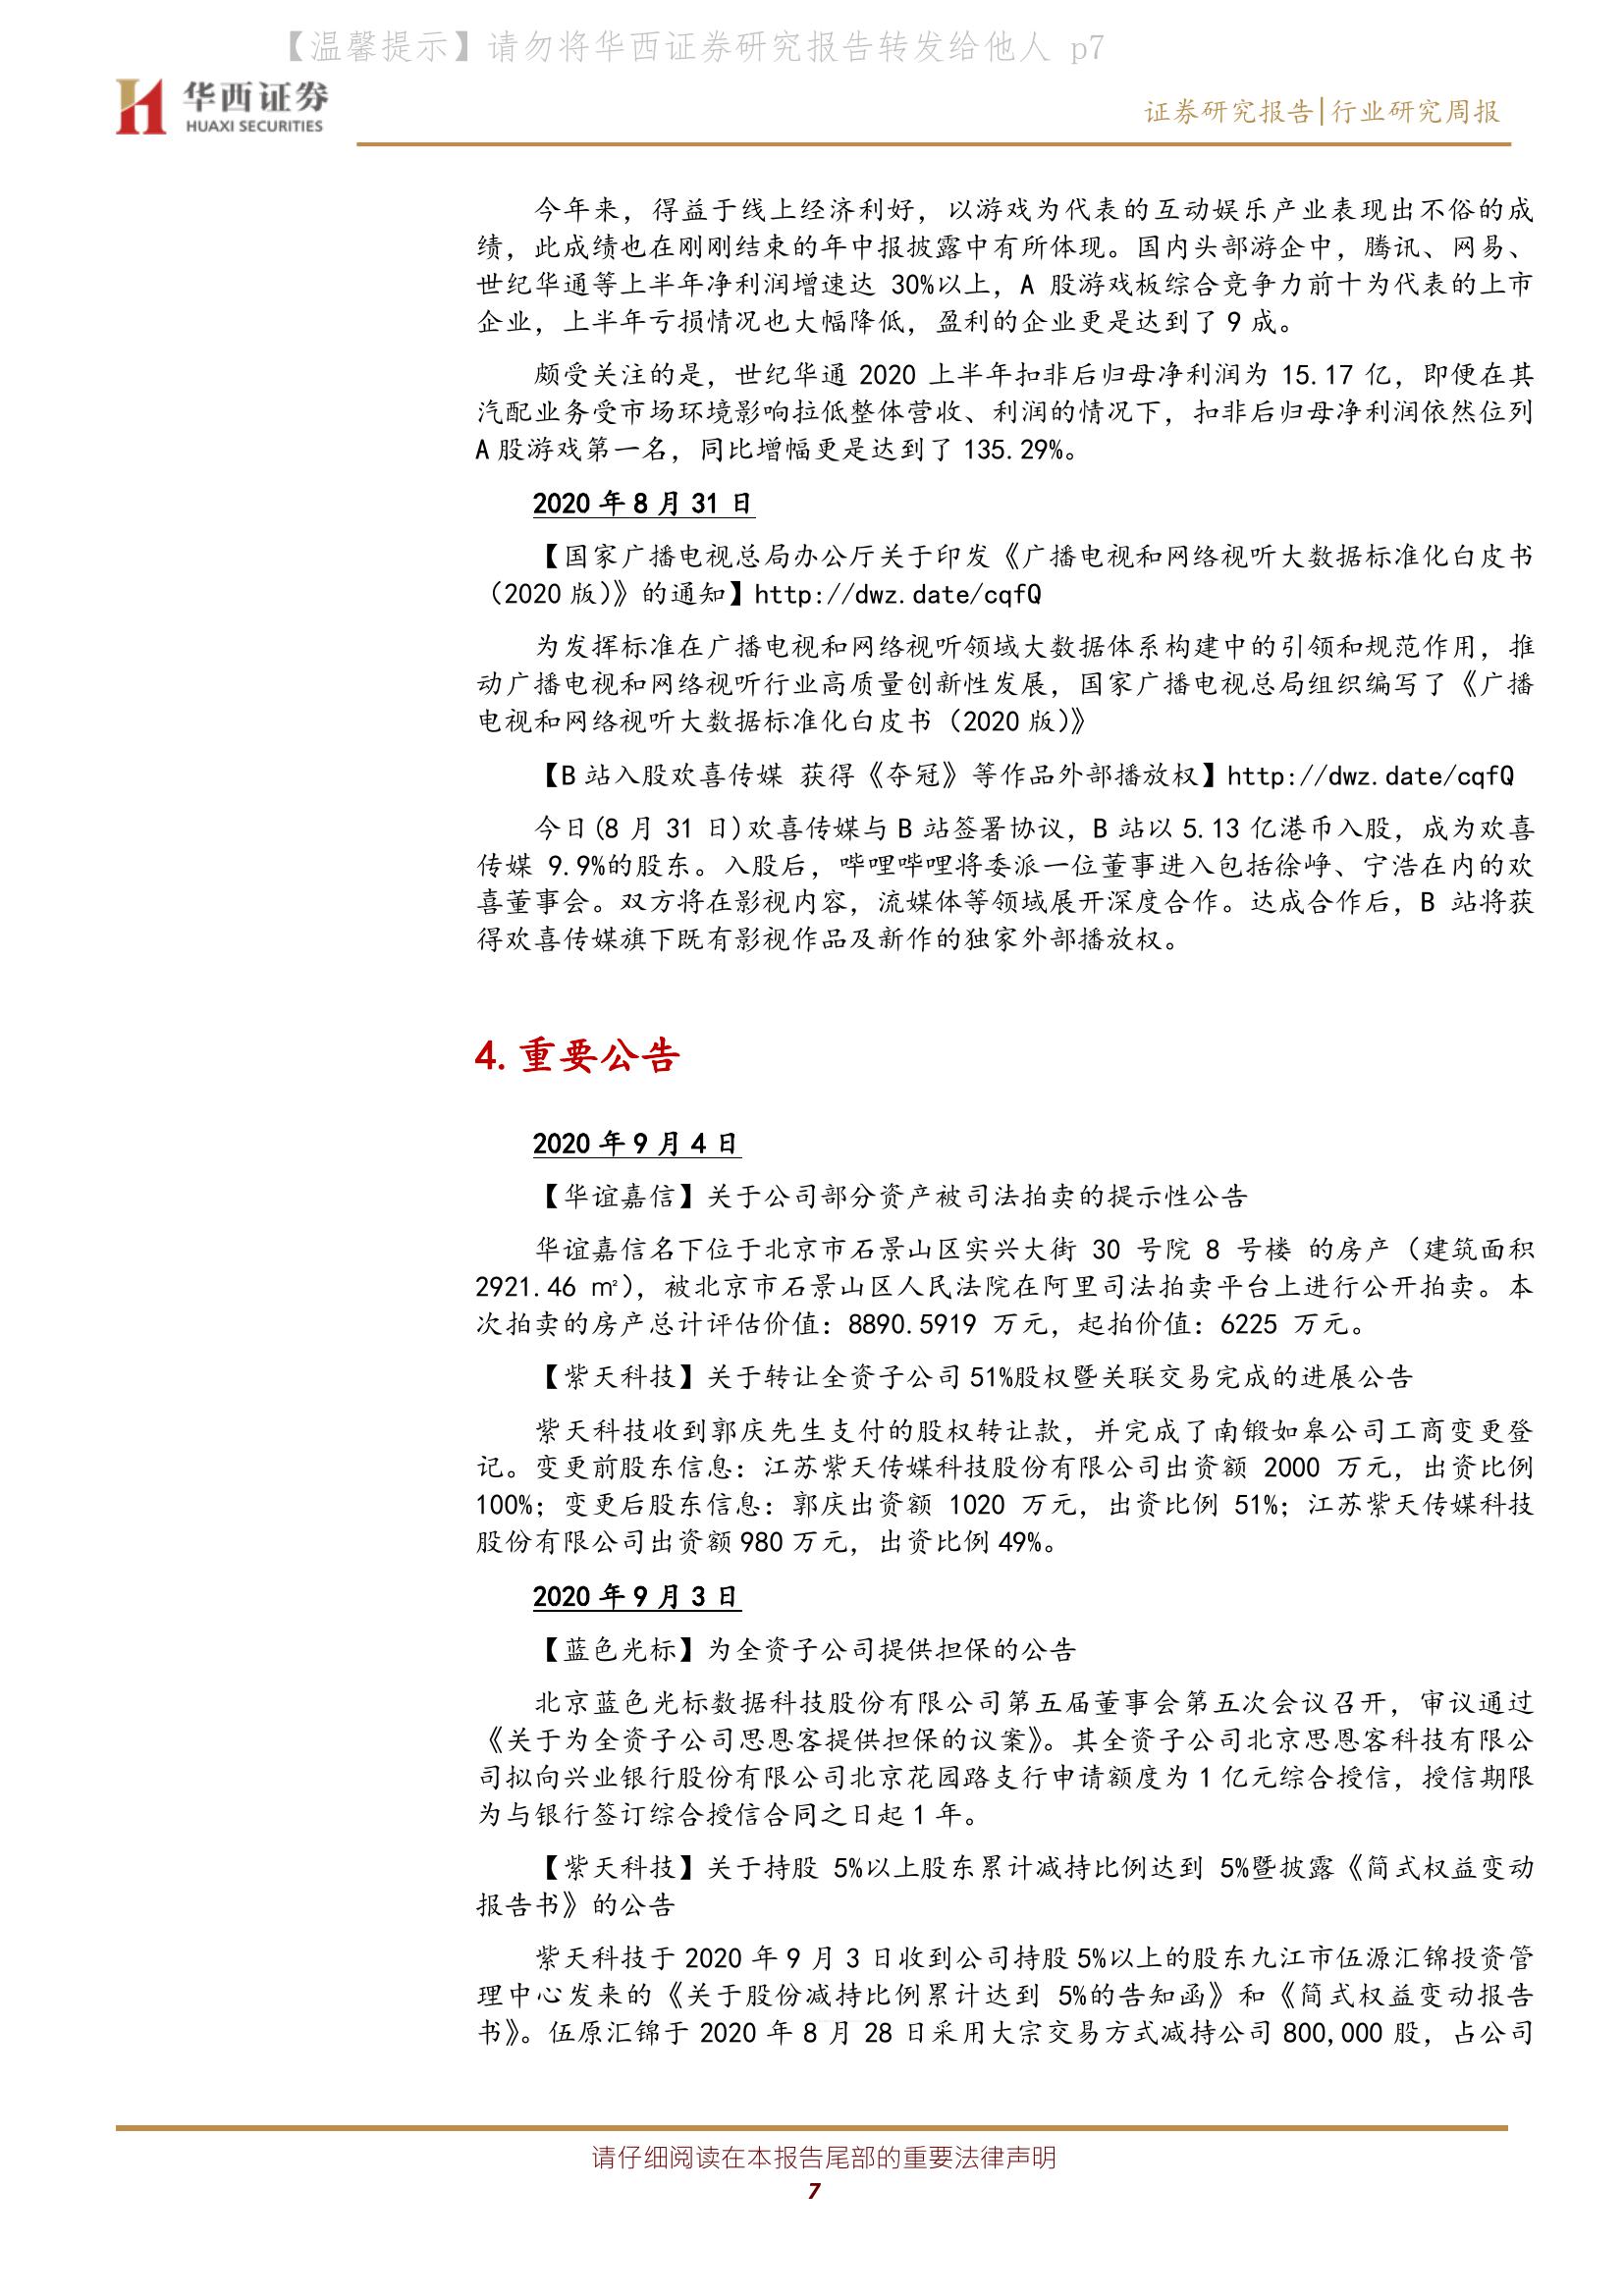 【温馨提示】请勿将华西证券研究报告转发给他人 p7
华西证券
HUAXI SECURITIES
证券研究报告|行业研究周报
今年来，得益于线上经济利好，以游戏为代表的互动娱乐产业表现出不俗的成
绩，此成绩也在刚刚结束的年中报披露中有所体现。国内头部游企中，腾讯、网易、
世纪华通等上半年净利润增速达 30%以上，A 股游戏板综合竞争力前十为代表的上市
企业，上半年亏损情况也大幅降低，盈利的企业更是达到了 9 成。
颇受关注的是，世纪华通 2020 上半年扣非后归母净利润为 15.17 亿，即便在其
汽配业务受市场环境影响拉低整体营收、利润的情况下，扣非后归母净利润依然位列
A 股游戏第一名，同比增幅更是达到了 135.29%。
2020 年 8 月 31 日
【国家广播电视总局办公厅关于印发《广播电视和网络视听大数据标准化白皮书
（2020 版）》的通知】http://dwz.date/cqfQ
为发挥标准在广播电视和网络视听领域大数据体系构建中的引领和规范作用，推
动广播电视和网络视听行业高质量创新性发展，国家广播电视总局组织编写了《广播
电视和网络视听大数据标准化白皮书（2020 版）》
【B 站入股欢喜传媒 获得《夺冠》等作品外部播放权】http://dwz.date/cqfQ
今日(8 月 31 日)欢喜传媒与 B 站签署协议，B 站以 5.13 亿港币入股，成为欢喜
传媒 9.9%的股东。入股后，哔哩哔哩将委派一位董事进入包括徐峥、宁浩在内的欢
喜董事会。双方将在影视内容，流媒体等领域展开深度合作。达成合作后，B 站将获
得欢喜传媒旗下既有影视作品及新作的独家外部播放权。
4.重要公告
2020 年 9 月 4 日
【华谊嘉信】关于公司部分资产被司法拍卖的提示性公告
华谊嘉信名下位于北京市石景山区实兴大街 30 号院 8 号楼 的房产（建筑面积
2921.46 ㎡），被北京市石景山区人民法院在阿里司法拍卖平台上进行公开拍卖。本
次拍卖的房产总计评估价值：8890.5919 万元，起拍价值：6225 万元。
【紫天科技】关于转让全资子公司 51%股权暨关联交易完成的进展公告
紫天科技收到郭庆先生支付的股权转让款，并完成了南锻如皋公司工商变更登
记。变更前股东信息：江苏紫天传媒科技股份有限公司出资额 2000 万元，出资比例
100%；变更后股东信息：郭庆出资额 1020 万元，出资比例 51%；江苏紫天传媒科技
股份有限公司出资额 980 万元，出资比例 49%。
2020 年 9 月 3 日
【蓝色光标】为全资子公司提供担保的公告
北京蓝色光标数据科技股份有限公司第五届董事会第五次会议召开，审议通过
《关于为全资子公司思恩客提供担保的议案》。其全资子公司北京思恩客科技有限公
司拟向兴业银行股份有限公司北京花园路支行申请额度为 1 亿元综合授信，授信期限
为与银行签订综合授信合同之日起 1 年。
【紫天科技】关于持股 5%以上股东累计减持比例达到 5%暨披露《简式权益变动
报告书》的公告
紫天科技于 2020 年 9 月 3 日收到公司持股 5%以上的股东九江市伍源汇锦投资管
理中心发来的《关于股份减持比例累计达到 5%的告知函》和《简式权益变动报告
书》。伍原汇锦于 2020 年 8 月 28 日采用大宗交易方式减持公司 800,000 股，占公司
请仔细阅读在本报告尾部的重要法律声明
7